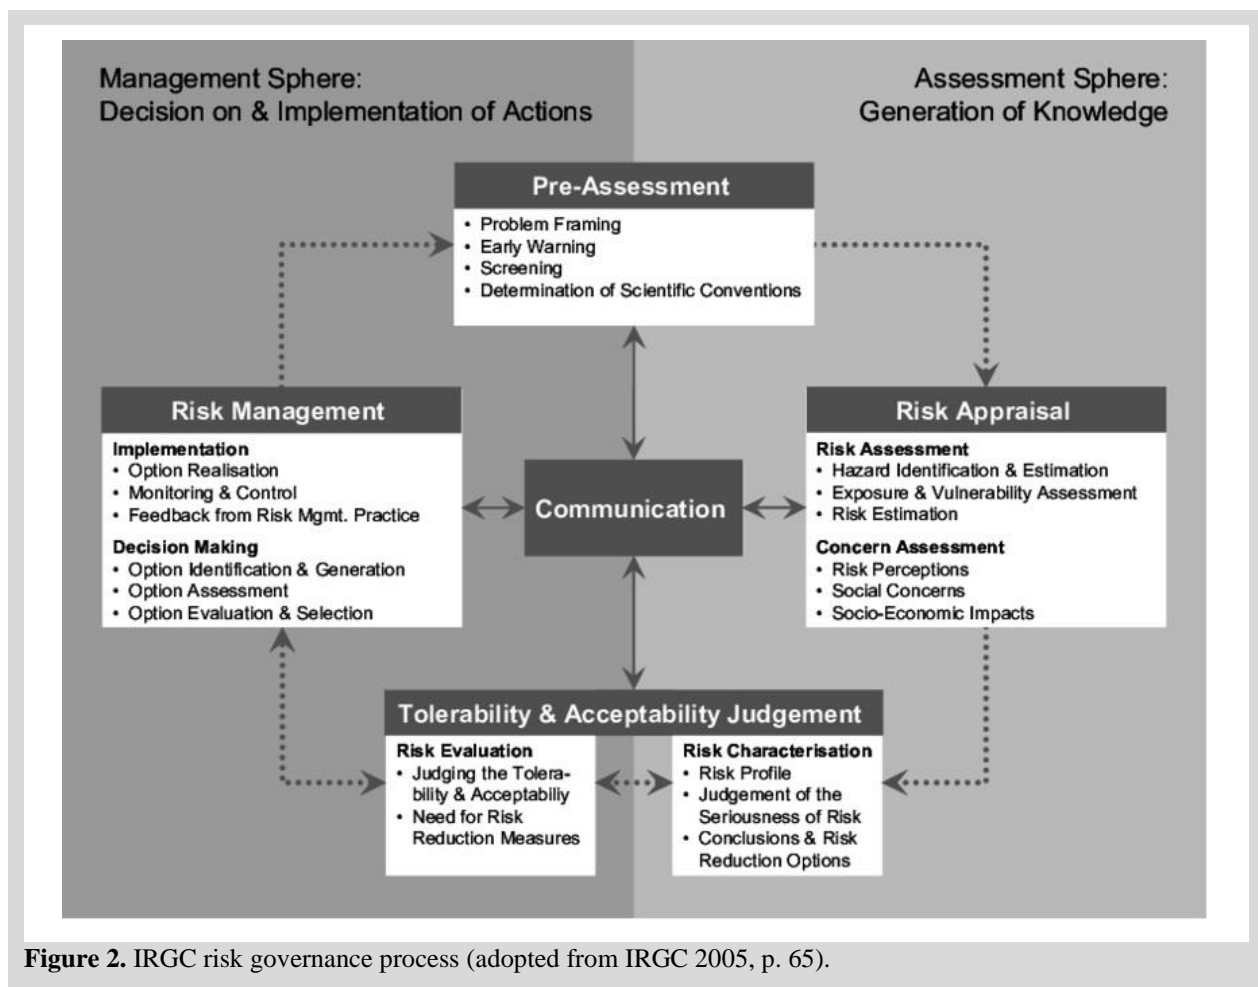 Management Sphere:
Decision on & Implementation of Actions
Assessment Sphere:
Generation of Knowledge
Pre-Assessment
• Problem Framing
• Early Warning
• Screening
• Determination of Scientific Conventions
Risk Management
Implementation
• Option Realisation
• Monitoring & Control
• Feedback from Risk Mgmt. Practice
Decision Making
• Option Identification & Generation
• Option Assessment
• Option Evaluation & Selection
Communication
Risk Appraisal
Risk Assessment
• Hazard Identification & Estimation
• Exposure & Vulnerability Assessment
• Risk Estimation
Concern Assessment
• Risk Perceptions
• Social Concerns
• Socio-Economic Impacts
Tolerability & Acceptability Judgement
Risk Evaluation
• Judging the Tolera-
bility & Acceptabiliy
• Need for Risk
Reduction Measures
Risk Characterisation
• Risk Profile
• Judgement of the
Seriousness of Risk
• Conclusions & Risk
Reduction Options
Figure 2. IRGC risk governance process (adopted from IRGC 2005, p. 65).